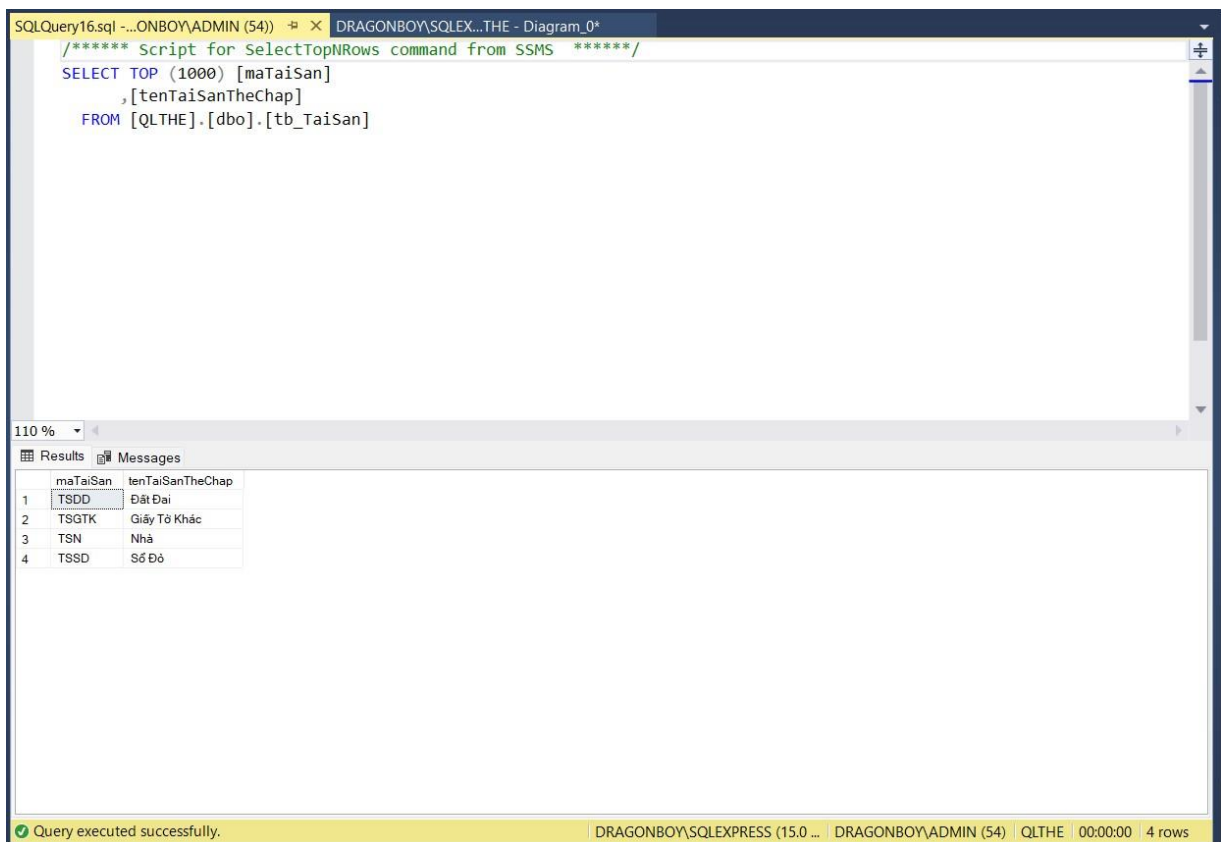 SQLQuery16.sql -...ONBOY\ADMIN (54)) DRAGONBOY\SQLEX...THE - Diagram_0*
/****** Script for SelectTopNRows command from SSMS  ******/
SELECT TOP (1000) [maTaiSan]
,[tenTaiSanTheChap]
FROM [QLTHE].[dbo].[tb_TaiSan]
110 %
Results Messages
maTaiSan tenTaiSanTheChap
1 TSDD Đất Đai
2 TSGTK Giấy Tờ Khác
3 TSN Nhà
4 TSSD Sổ Đỏ
Query executed successfully. DRAGONBOY\SQLEXPRESS (15.0 ... DRAGONBOY\ADMIN (54) QLTHE 00:00:00 4 rows